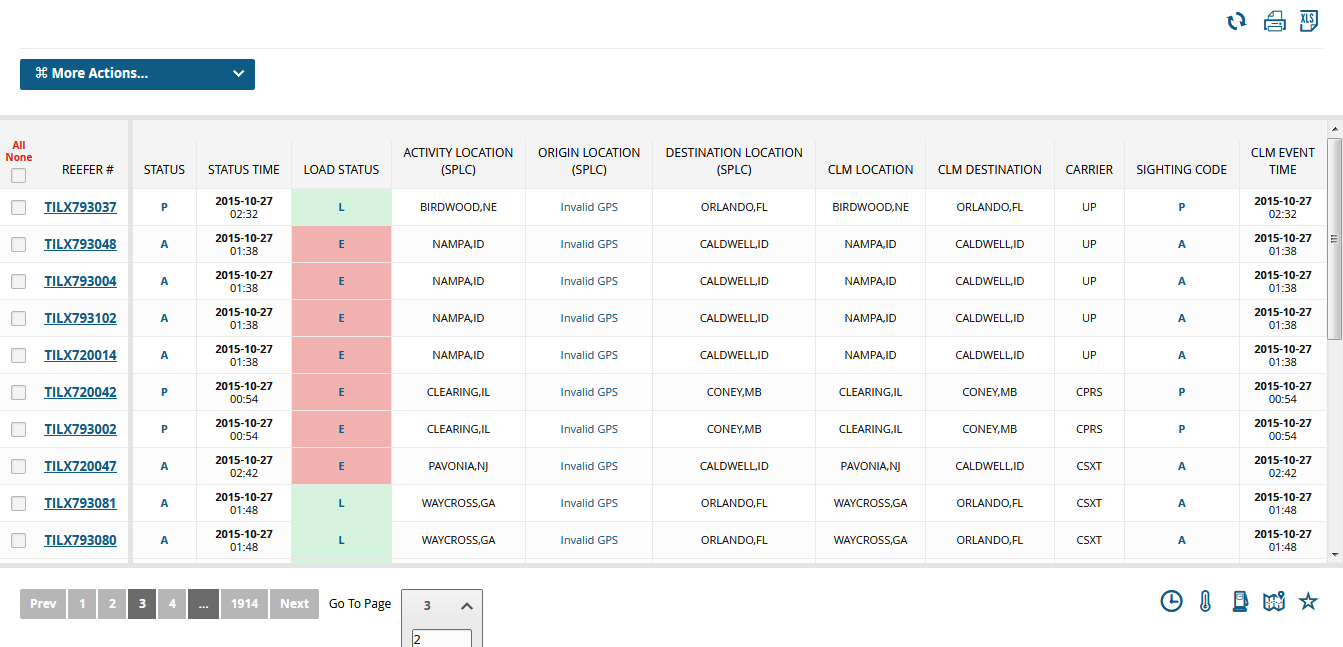 XLS
⌘ More Actions...
All
None
REEFER # STATUS STATUS TIME LOAD STATUS ACTIVITY LOCATION (SPLC) ORIGIN LOCATION (SPLC) DESTINATION LOCATION (SPLC) CLM LOCATION CLM DESTINATION CARRIER SIGHTING CODE CLM EVENT TIME
TILX793037 P 2015-10-27 02:32 L BIRDWOOD,NE Invalid GPS ORLANDO,FL BIRDWOOD,NE ORLANDO,FL UP P 2015-10-27 02:32
TILX793048 A 2015-10-27 01:38 E NAMPA,ID Invalid GPS CALDWELL,ID NAMPA,ID CALDWELL,ID UP A 2015-10-27 01:38
TILX793004 A 2015-10-27 01:38 E NAMPA,ID Invalid GPS CALDWELL,ID NAMPA,ID CALDWELL,ID UP A 2015-10-27 01:38
TILX793102 A 2015-10-27 01:38 E NAMPA,ID Invalid GPS CALDWELL,ID NAMPA,ID CALDWELL,ID UP A 2015-10-27 01:38
TILX720014 A 2015-10-27 01:38 E NAMPA,ID Invalid GPS CALDWELL,ID NAMPA,ID CALDWELL,ID UP A 2015-10-27 01:38
TILX720042 P 2015-10-27 00:54 E CLEARING,IL Invalid GPS CONEY,MB CLEARING,IL CONEY,MB CPRS P 2015-10-27 00:54
TILX793002 P 2015-10-27 00:54 E CLEARING,IL Invalid GPS CONEY,MB CLEARING,IL CONEY,MB CPRS P 2015-10-27 00:54
TILX720047 A 2015-10-27 02:42 E PAVONIA,NJ Invalid GPS CALDWELL,ID PAVONIA,NJ CALDWELL,ID CSXT A 2015-10-27 02:42
TILX793081 A 2015-10-27 01:48 L WAYCROSS,GA Invalid GPS ORLANDO,FL WAYCROSS,GA ORLANDO,FL CSXT A 2015-10-27 01:48
TILX793080 A 2015-10-27 01:48 L WAYCROSS,GA Invalid GPS ORLANDO,FL WAYCROSS,GA ORLANDO,FL CSXT A 2015-10-27 01:48
Prev 1 2 3 4 ... 1914 Next Go To Page 3
2